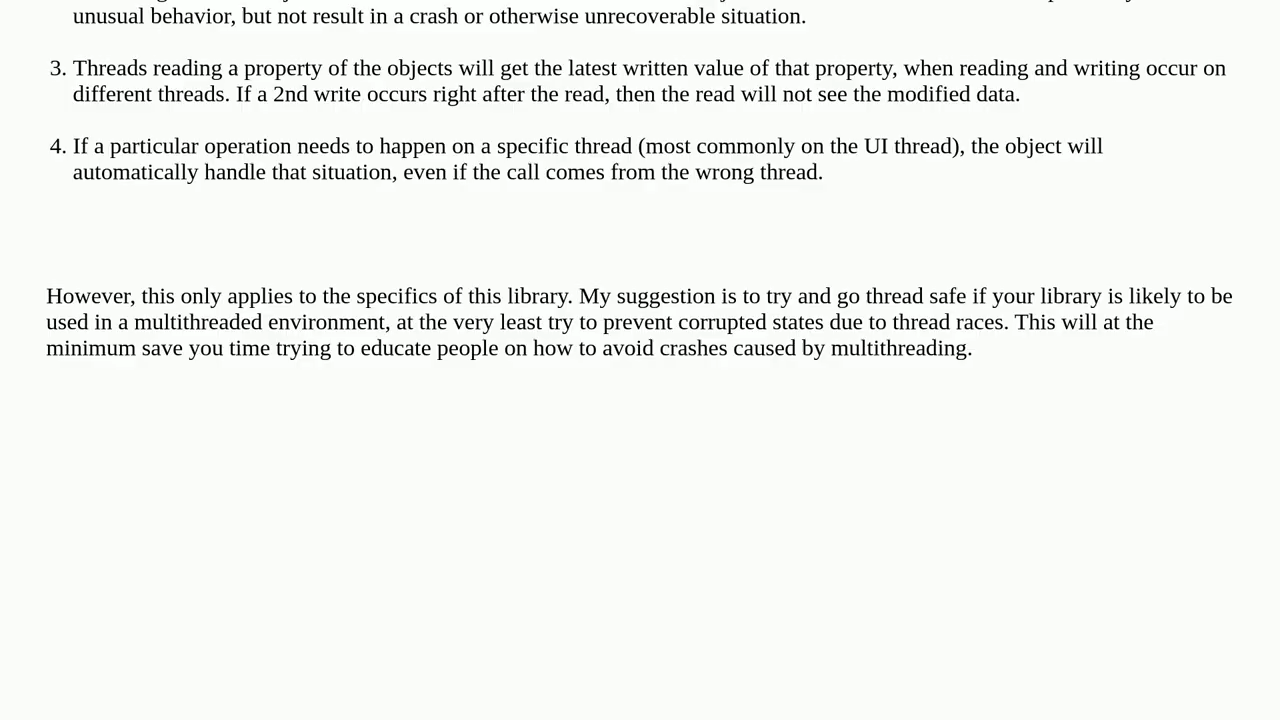 unusual behavior, but not result in a crash or otherwise unrecoverable situation.
3. Threads reading a property of the objects will get the latest written value of that property, when reading and writing occur on
different threads. If a 2nd write occurs right after the read, then the read will not see the modified data.
4. If a particular operation needs to happen on a specific thread (most commonly on the UI thread), the object will
automatically handle that situation, even if the call comes from the wrong thread.
However, this only applies to the specifics of this library. My suggestion is to try and go thread safe if your library is likely to be
used in a multithreaded environment, at the very least try to prevent corrupted states due to thread races. This will at the
minimum save you time trying to educate people on how to avoid crashes caused by multithreading.